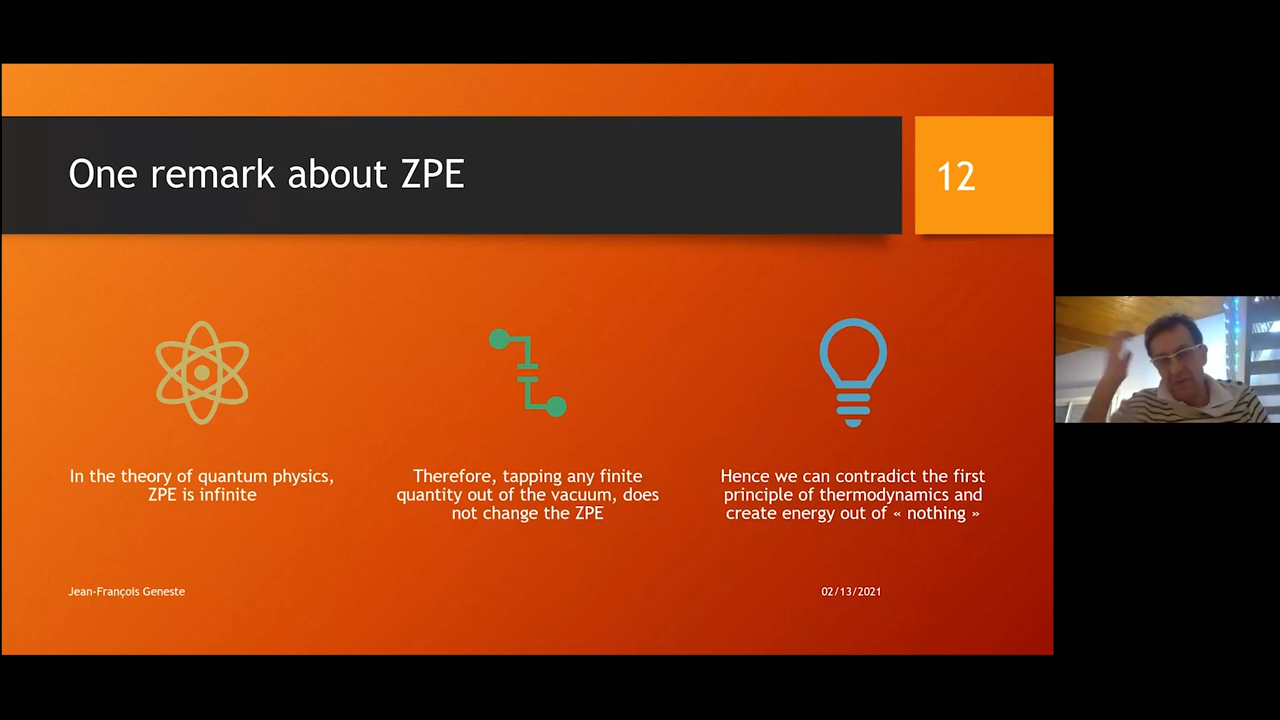 One remark about ZPE
12
In the theory of quantum physics,
ZPE is infinite
Therefore, tapping any finite
quantity out of the vacuum, does
not change the ZPE
Hence we can contradict the first
principle of thermodynamics and
create energy out of « nothing »
Jean-François Geneste
02/13/2021